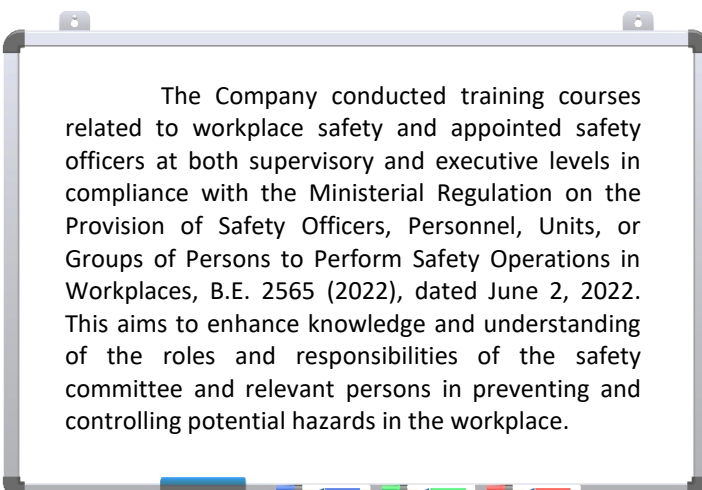 The Company conducted training courses
related to workplace safety and appointed safety
officers at both supervisory and executive levels in
compliance with the Ministerial Regulation on the
Provision of Safety Officers, Personnel, Units, or
Groups of Persons to Perform Safety Operations in
Workplaces, B.E. 2565 (2022), dated June 2, 2022.
This aims to enhance knowledge and understanding
of the roles and responsibilities of the safety
committee and relevant persons in preventing and
controlling potential hazards in the workplace.